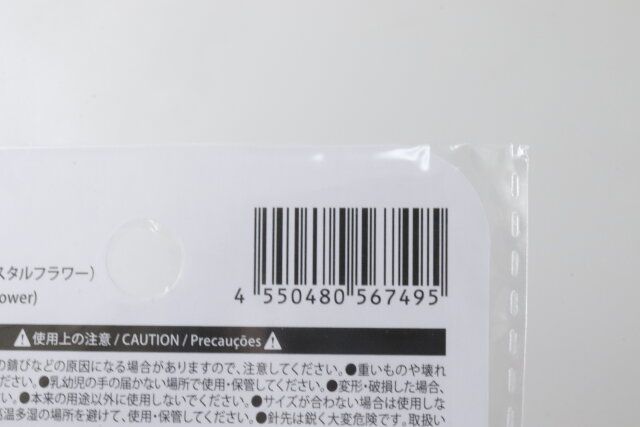 スタルフラワー）
ower)
4 550480 567495
使用上の注意 / CAUTION / Precauções
の錆びなどの原因になる場合がありますので、注意してください。●重いものや壊れ
ださい。●乳幼児の手の届かない場所で使用・保管してください。●変形・破損した場合、
い。●本来の用途以外に使用しないでください。●サイズが合わない場合は使用しな
高温多湿の場所を避けて、使用・保管してください。●針先は鋭く大変危険です。取扱い